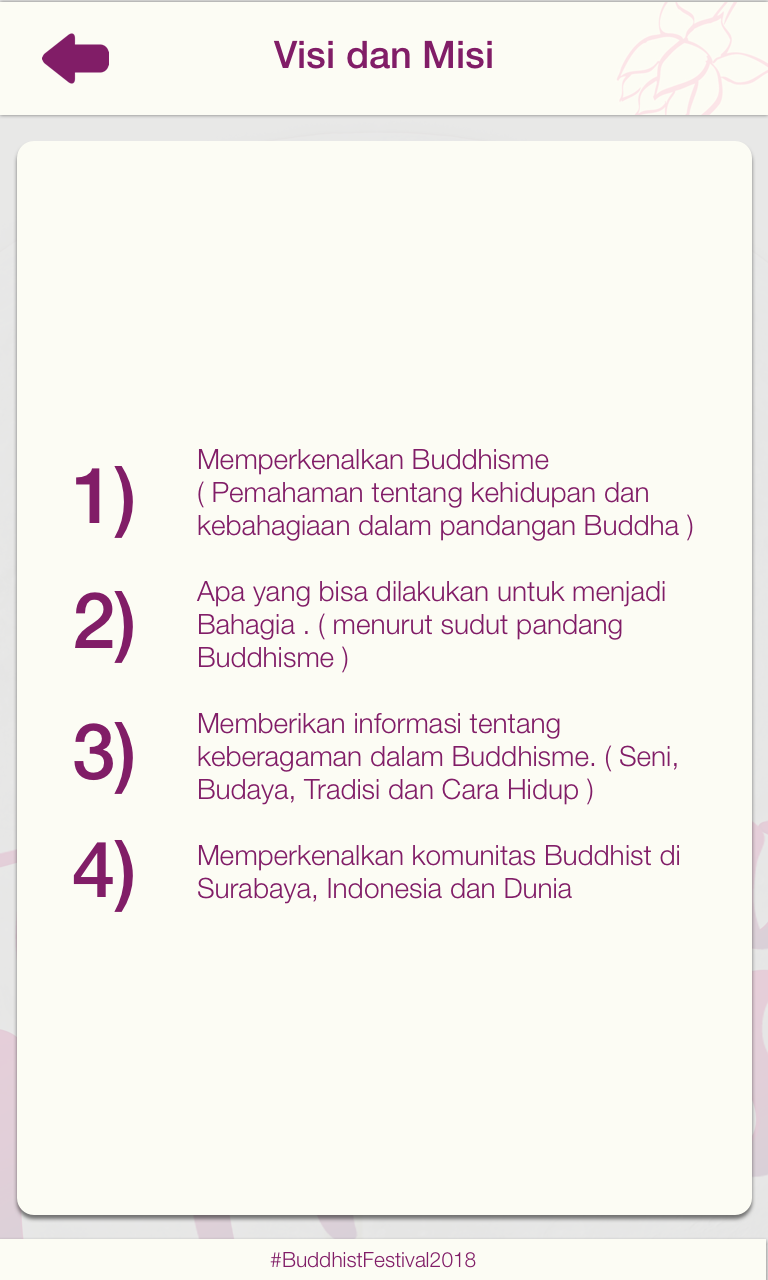 Visi dan Misi
1)
Memperkenalkan Buddhisme
( Pemahaman tentang kehidupan dan
kebahagiaan dalam pandangan Buddha )
2)
Apa yang bisa dilakukan untuk menjadi
Bahagia . ( menurut sudut pandang
Buddhisme )
3)
Memberikan informasi tentang
keberagaman dalam Buddhisme. ( Seni,
Budaya, Tradisi dan Cara Hidup )
4)
Memperkenalkan komunitas Buddhist di
Surabaya, Indonesia dan Dunia
#BuddhistFestival2018